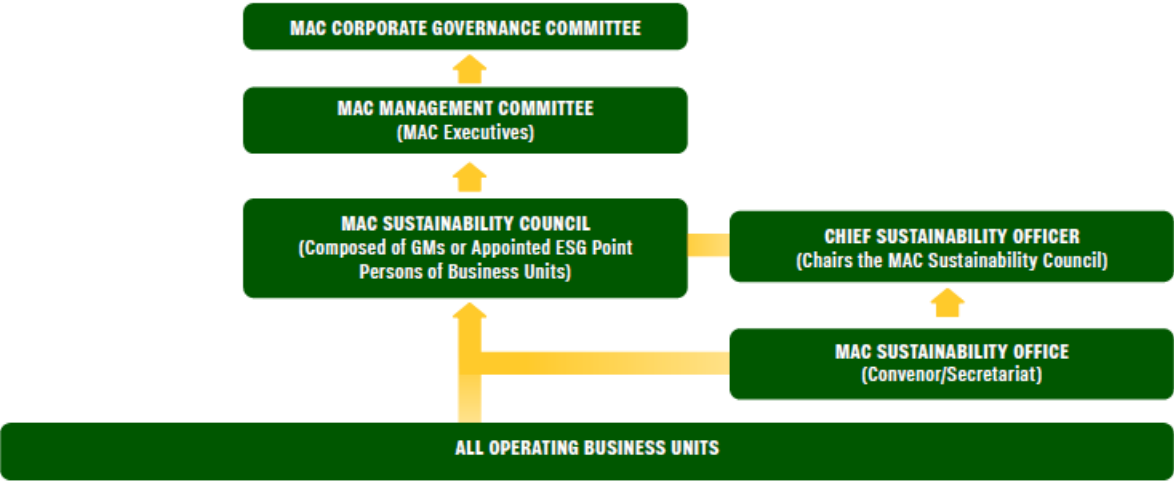 MAC CORPORATE GOVERNANCE COMMITTEE
MAC MANAGEMENT COMMITTEE
(MAC Executives)
MAC SUSTAINABILITY COUNCIL
(Composed of GMs or Appointed ESG Point
Persons of Business Units)
CHIEF SUSTAINABILITY OFFICER
(Chairs the MAC Sustainability Council)
MAC SUSTAINABILITY OFFICE
(Convenor/Secretariat)
ALL OPERATING BUSINESS UNITS